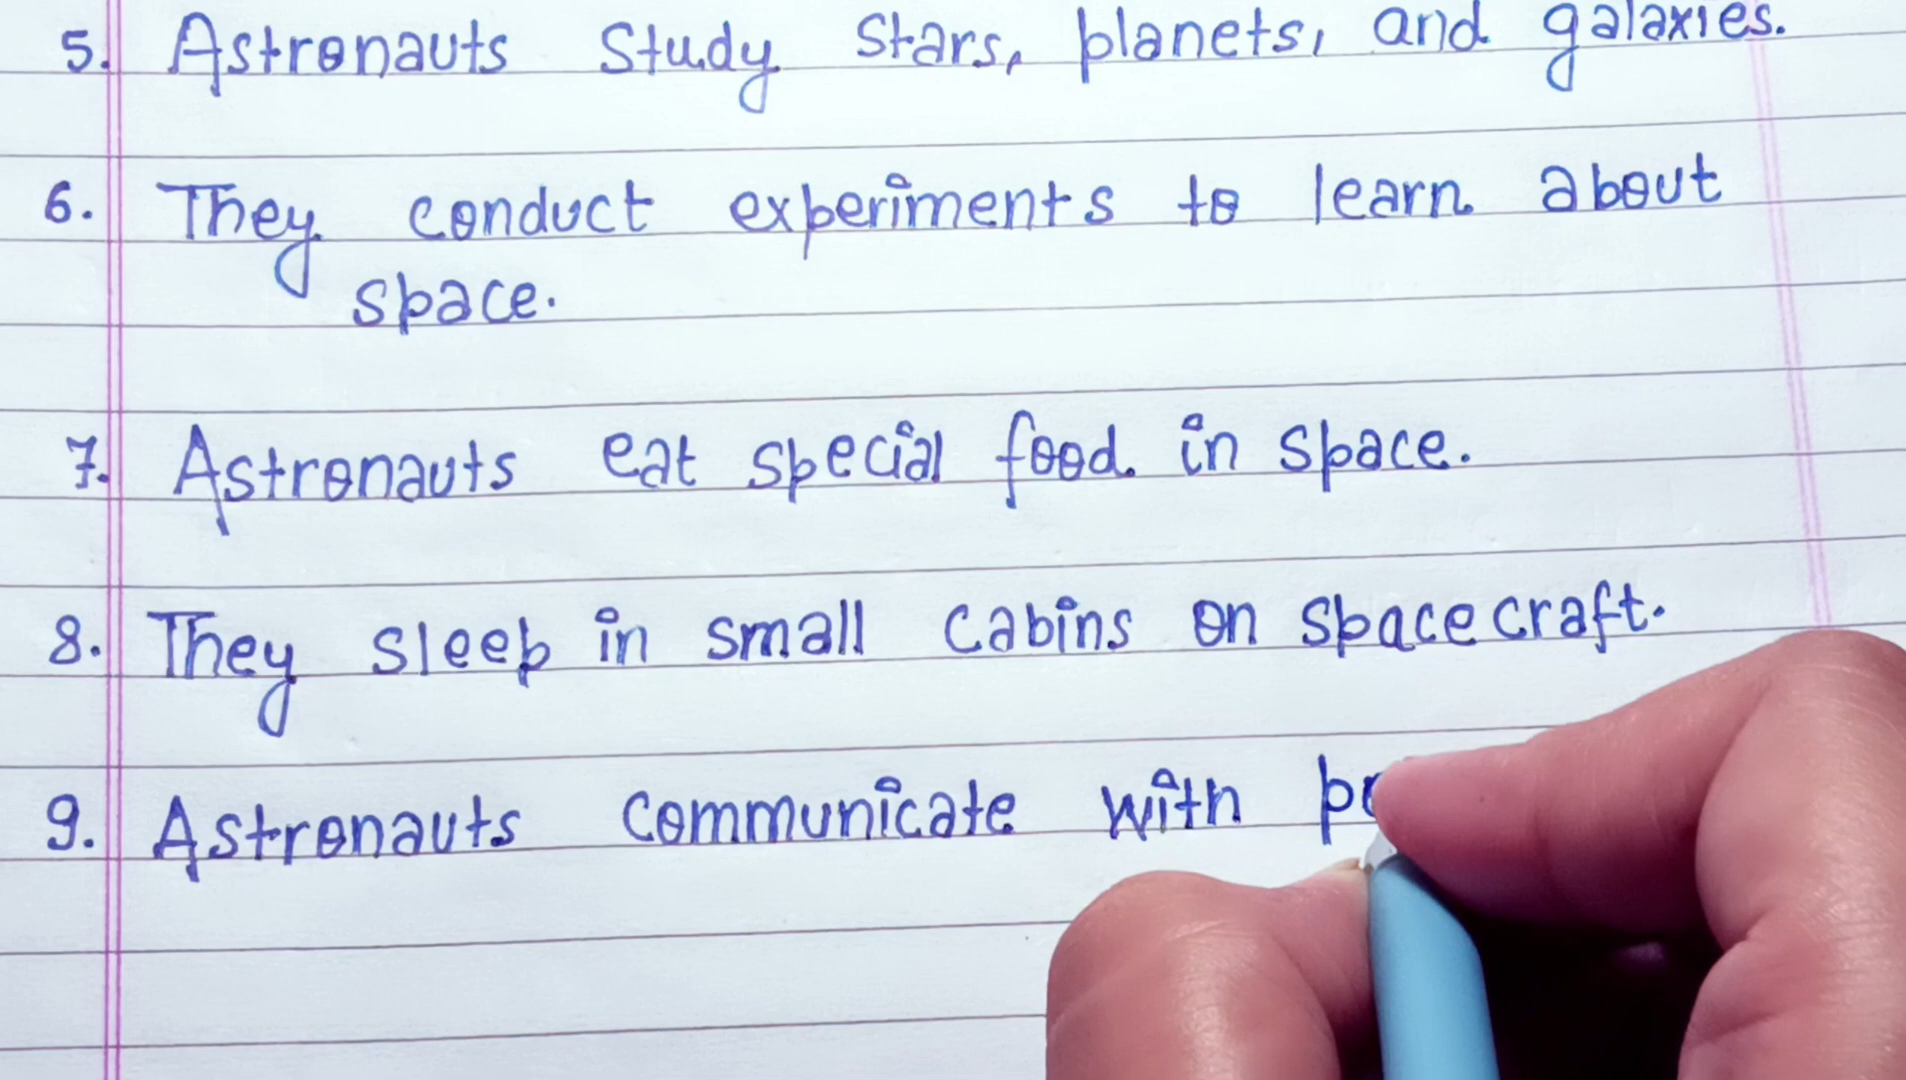 5. Astronauts study stars, planets, and galaxies.
6. They conduct experiments to learn about
space.
7. Astronauts eat special food in space.
8. They sleep in small cabins on spacecraft.
9. Astronauts communicate with